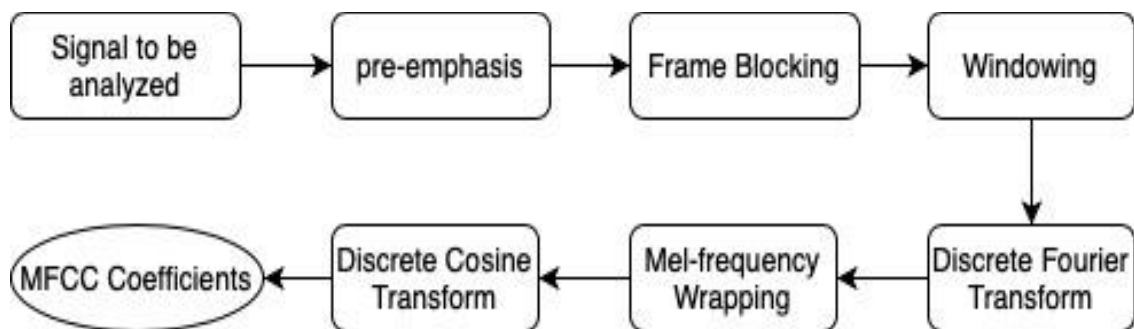 Signal to be
analyzed
pre-emphasis
Frame Blocking
Windowing
Discrete Fourier
Transform
Mel-frequency
Wrapping
Discrete Cosine
Transform
MFCC Coefficients